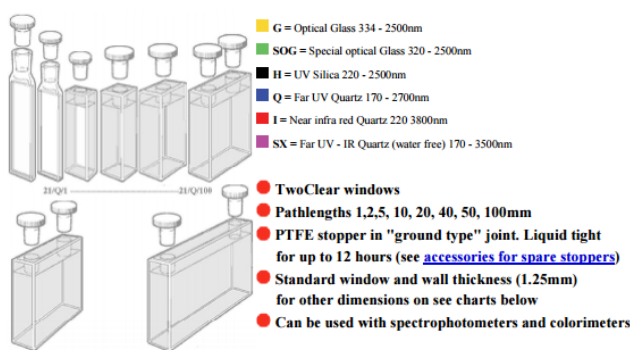 G = Optical Glass 334 - 2500nm
SOG = Special optical Glass 320 - 2500nm
H = UV Silica 220 - 2500nm
Q = Far UV Quartz 170 - 2700nm
I = Near infra red Quartz 220 3800nm
SX = Far UV - IR Quartz (water free) 170 - 3500nm
21/Q/1 21/Q/100
TwoClear windows
Pathlengths 1,2,5, 10, 20, 40, 50, 100mm
PTFE stopper in "ground type" joint. Liquid tight
for up to 12 hours (see accessories for spare stoppers)
Standard window and wall thickness (1.25mm)
for other dimensions on see charts below
Can be used with spectrophotometers and colorimeters